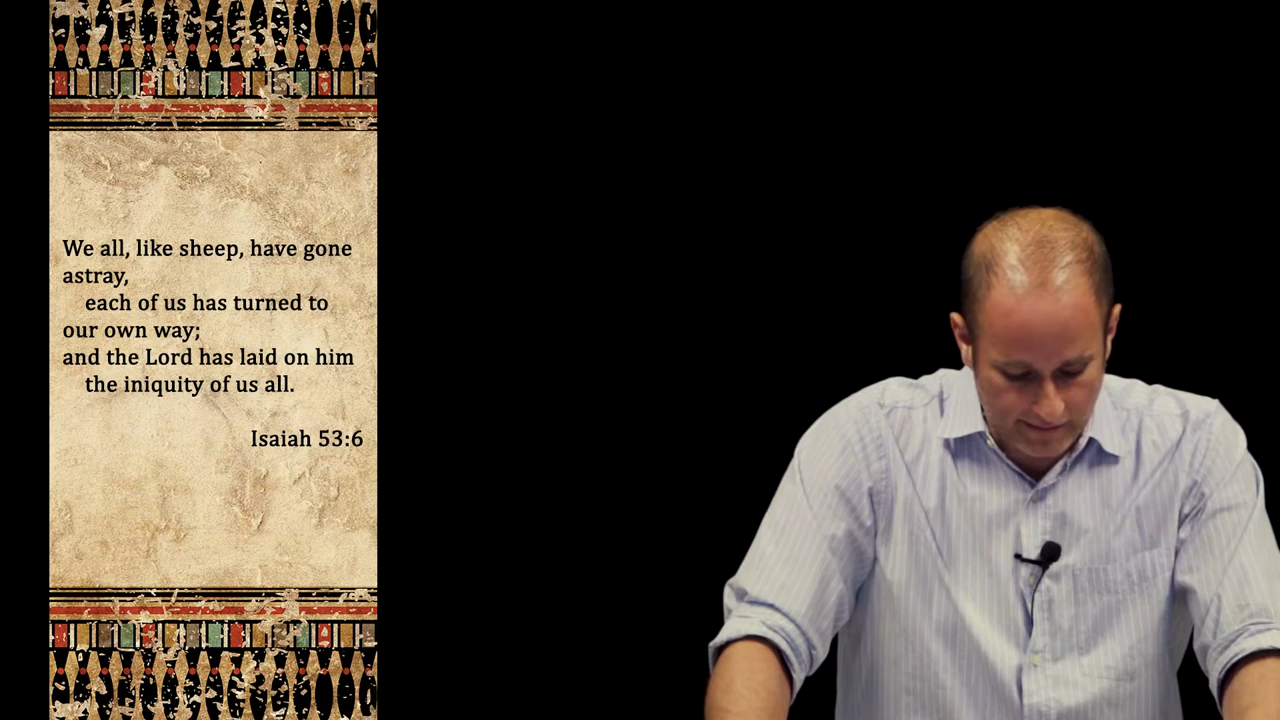 We all, like sheep, have gone
astray,
each of us has turned to
our own way;
and the Lord has laid on him
the iniquity of us all.
Isaiah 53:6